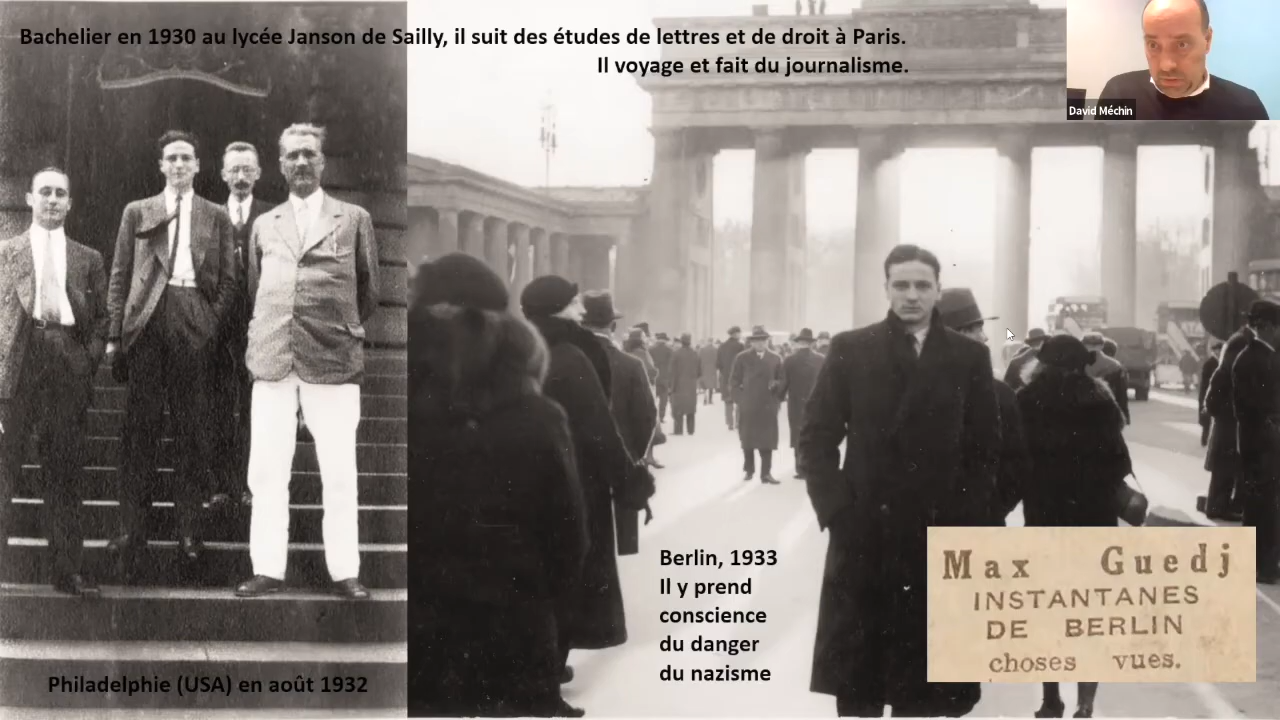 Bachelier en 1930 au lycée Janson de Sailly, il suit des études de lettres et de droit à Paris.
Il voyage et fait du journalisme.
David Méchin
Berlin, 1933
Il y prend
conscience
du danger
du nazisme
Max Guedj
INSTANTANES
DE BERLIN
choses vues.
Philadelphie (USA) en août 1932